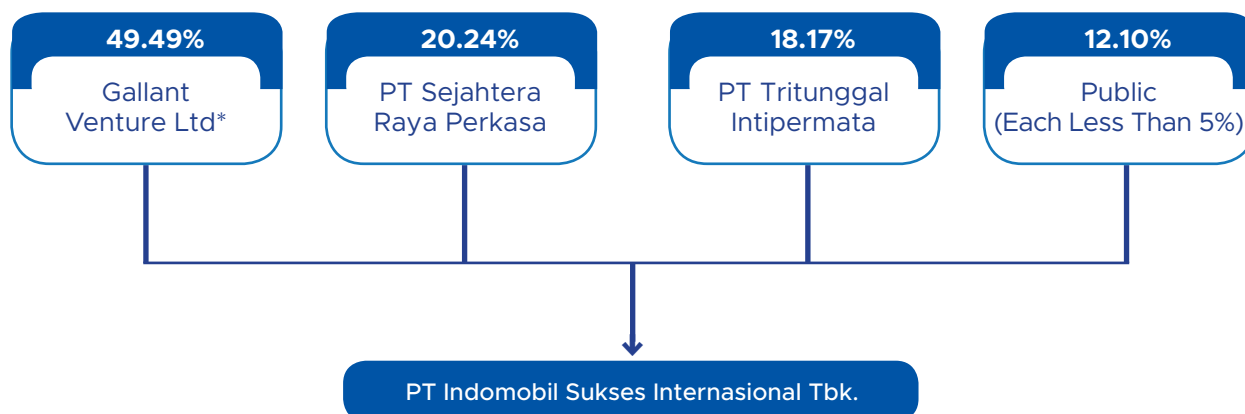 49.49%
Gallant
Venture Ltd*
20.24%
PT Sejahtera
Raya Perkasa
18.17%
PT Tritunggal
Intipermata
12.10%
Public
(Each Less Than 5%)
PT Indomobil Sukses Internasional Tbk.